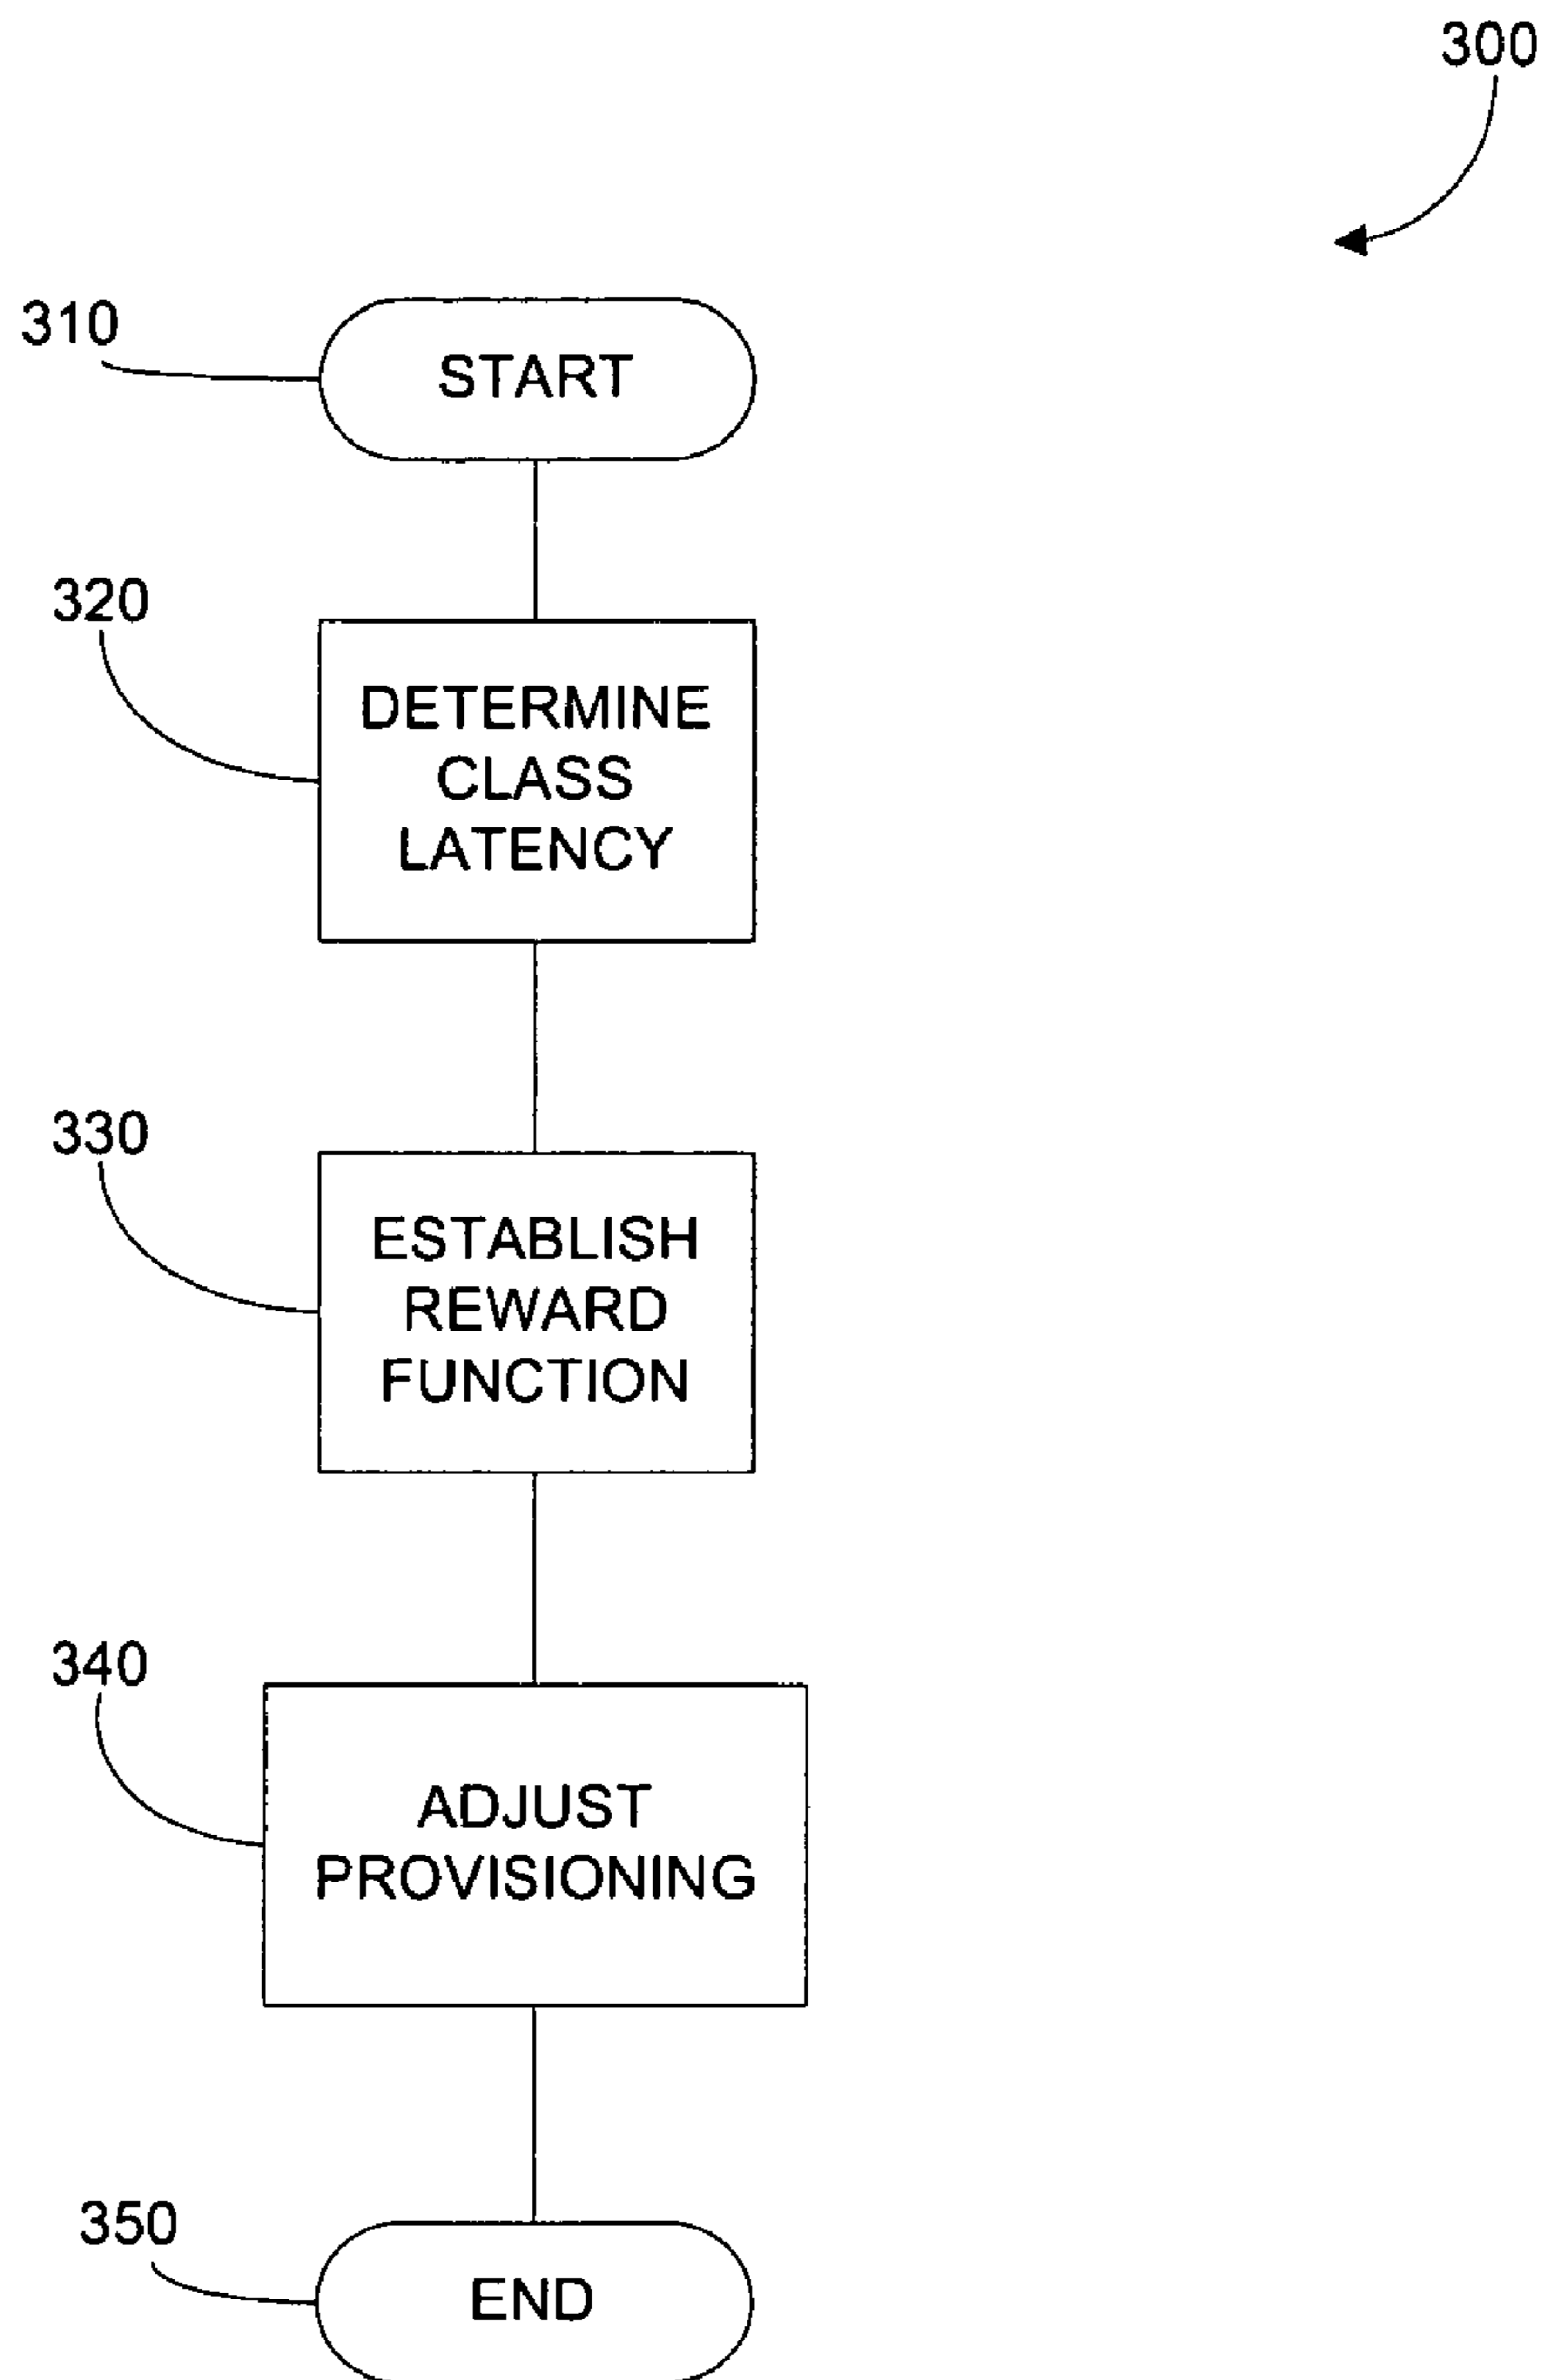 300
310
START
320
DETERMINE
CLASS
LATENCY
330
ESTABLISH
REWARD
FUNCTION
340
ADJUST
PROVISIONING
350
END